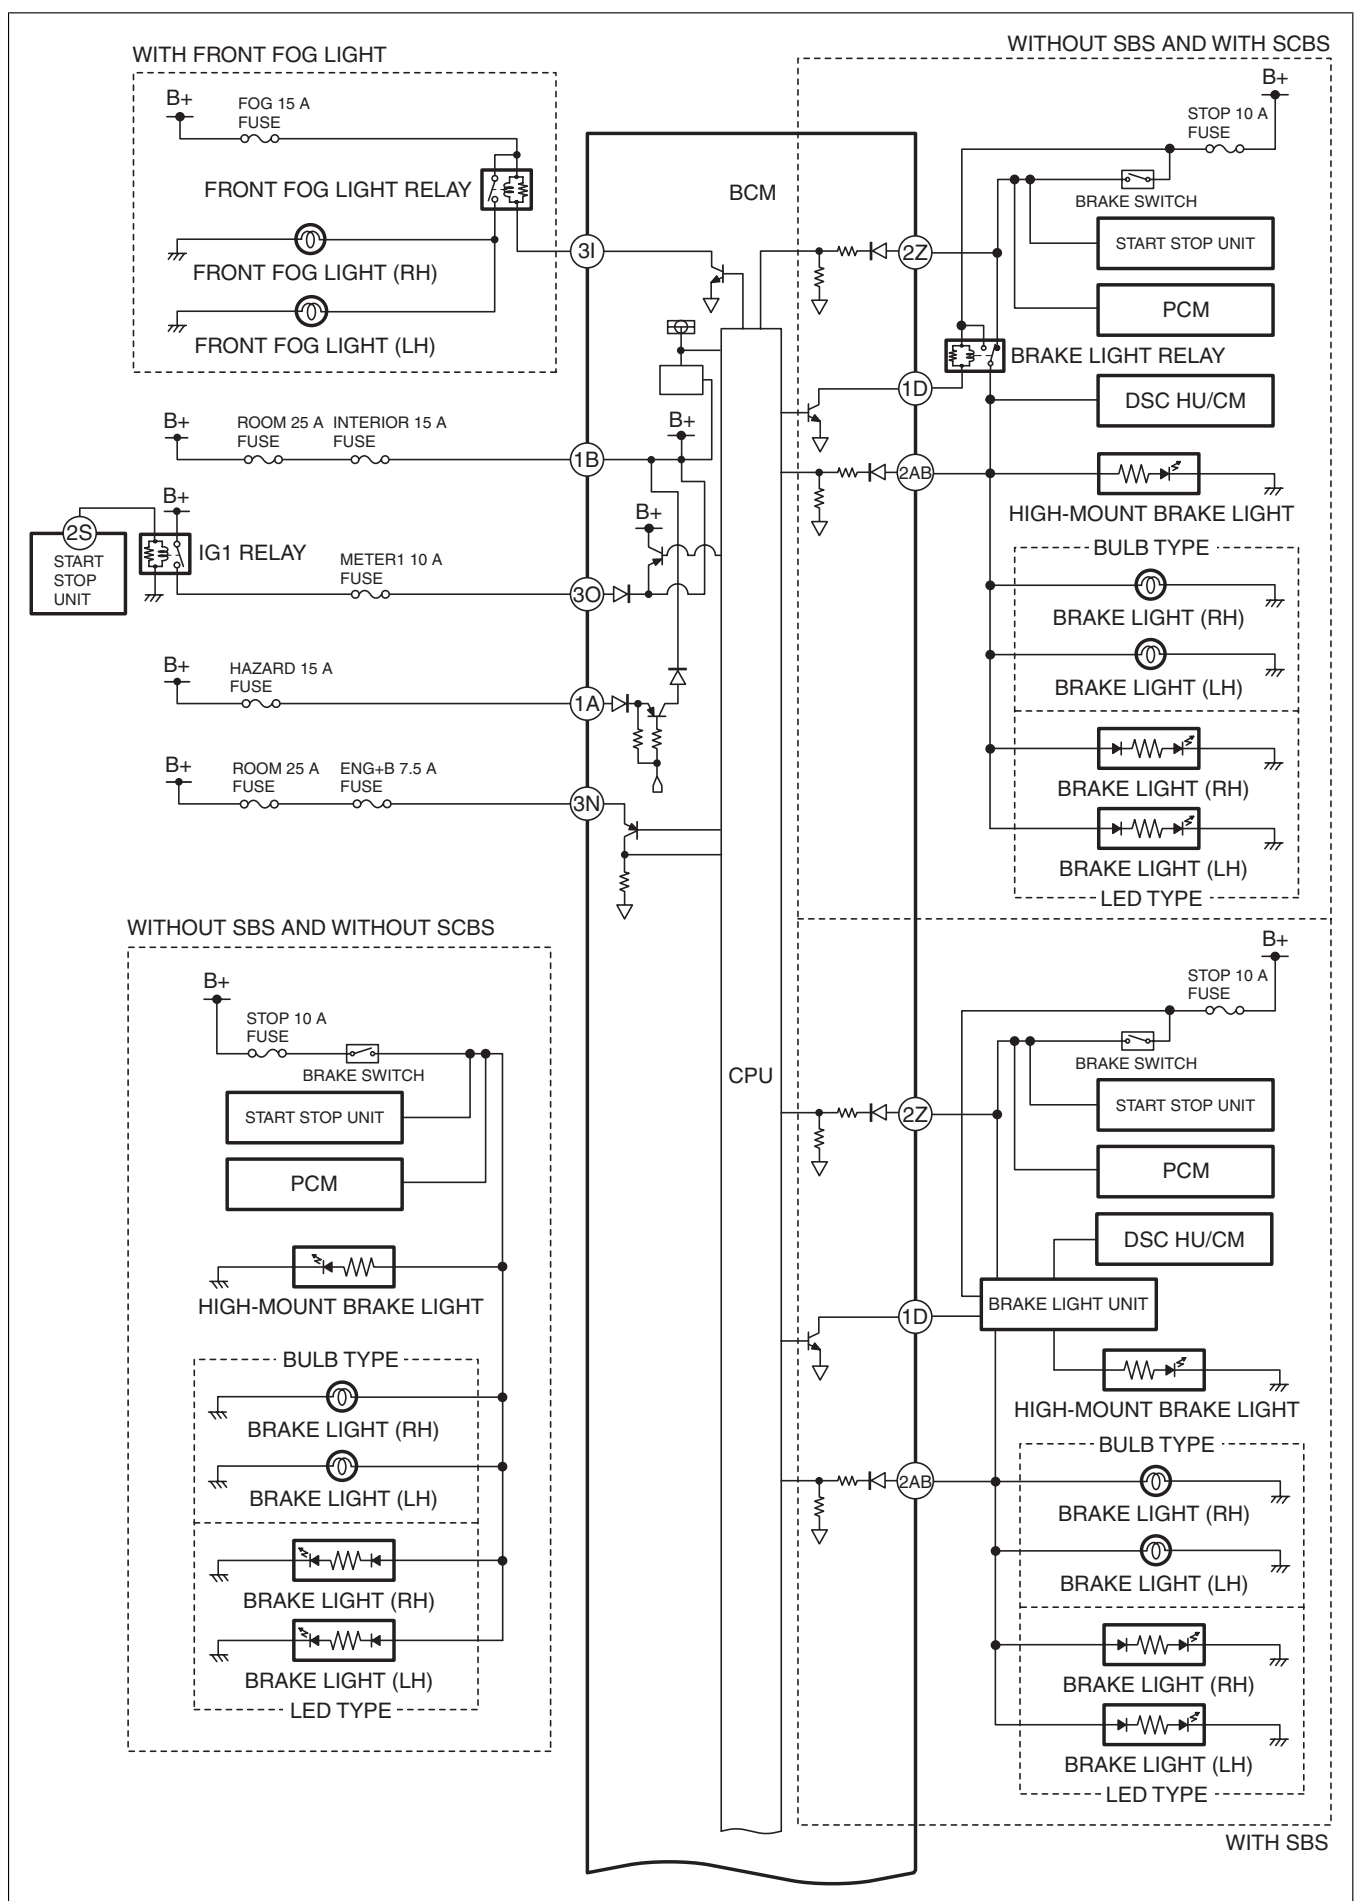 WITH FRONT FOG LIGHT
B+
FOG 15 A
FUSE
FRONT FOG LIGHT RELAY
FRONT FOG LIGHT (RH)
FRONT FOG LIGHT (LH)
3I
BCM
B+
ROOM 25 A
FUSE
INTERIOR 15 A
FUSE
1B
B+
B+
2S
START
STOP
UNIT
B+
IG1 RELAY
METER1 10 A
FUSE
3O
B+
HAZARD 15 A
FUSE
1A
B+
ROOM 25 A
FUSE
ENG+B 7.5 A
FUSE
3N
CPU
WITHOUT SBS AND WITHOUT SCBS
B+
STOP 10 A
FUSE
BRAKE SWITCH
START STOP UNIT
PCM
HIGH-MOUNT BRAKE LIGHT
BULB TYPE
BRAKE LIGHT (RH)
BRAKE LIGHT (LH)
BRAKE LIGHT (RH)
BRAKE LIGHT (LH)
LED TYPE
WITHOUT SBS AND WITH SCBS
B+
STOP 10 A
FUSE
BRAKE SWITCH
START STOP UNIT
2Z
PCM
BRAKE LIGHT RELAY
1D
DSC HU/CM
2AB
HIGH-MOUNT BRAKE LIGHT
BULB TYPE
BRAKE LIGHT (RH)
BRAKE LIGHT (LH)
BRAKE LIGHT (RH)
BRAKE LIGHT (LH)
LED TYPE
B+
STOP 10 A
FUSE
BRAKE SWITCH
START STOP UNIT
2Z
PCM
DSC HU/CM
BRAKE LIGHT UNIT
1D
HIGH-MOUNT BRAKE LIGHT
BULB TYPE
2AB
BRAKE LIGHT (RH)
BRAKE LIGHT (LH)
BRAKE LIGHT (RH)
BRAKE LIGHT (LH)
LED TYPE
WITH SBS